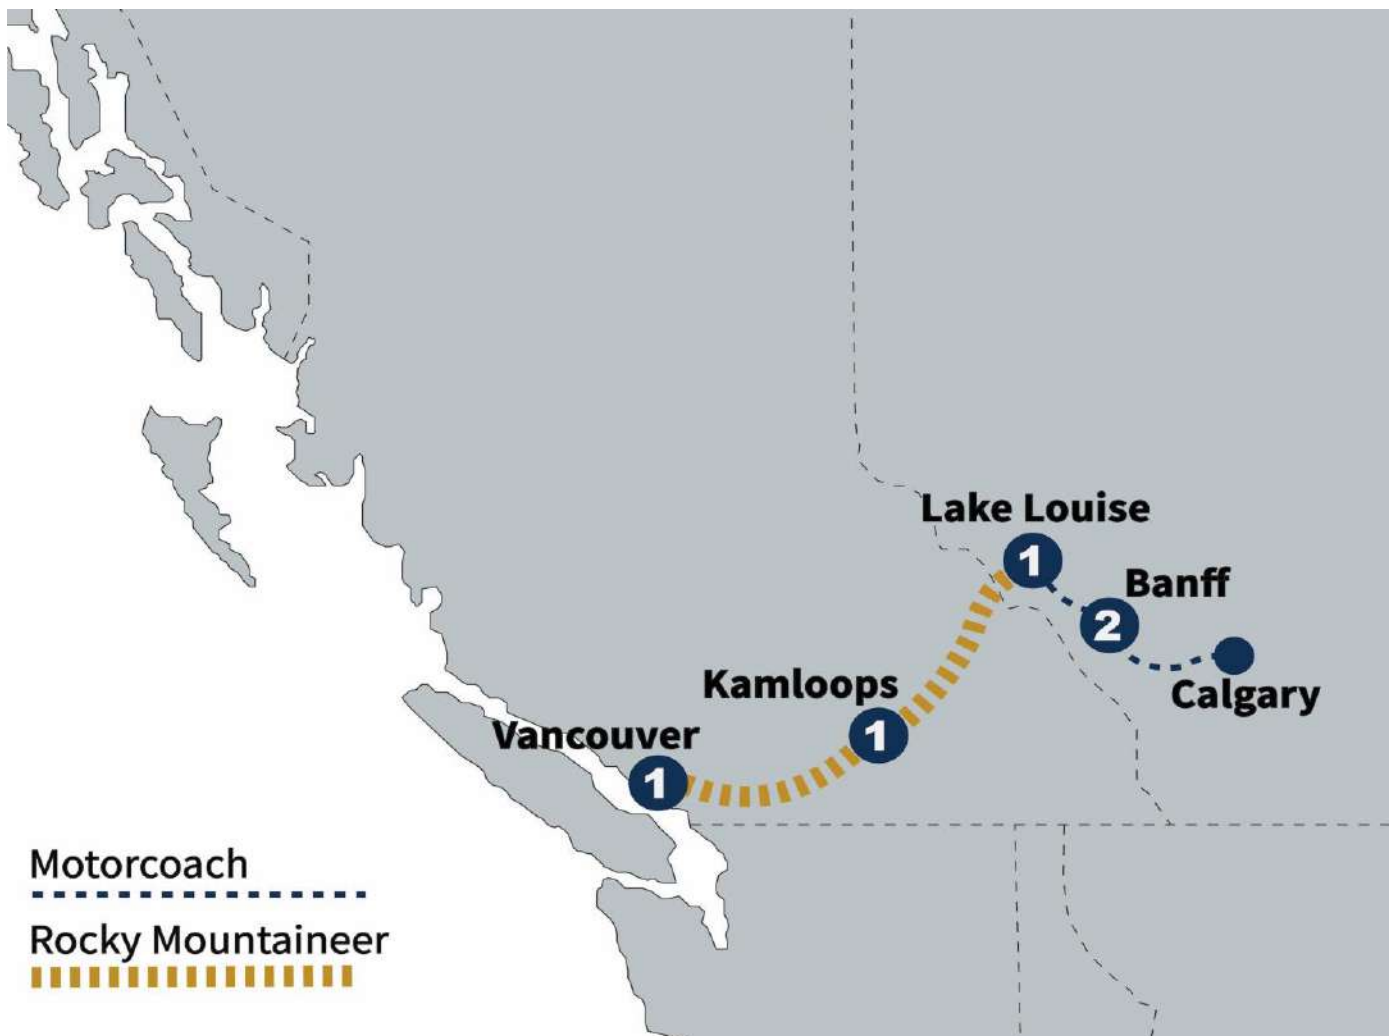 Lake Louise
1
Banff
2
Kamloops
Calgary
1
Vancouver
1
Motorcoach
Rocky Mountaineer